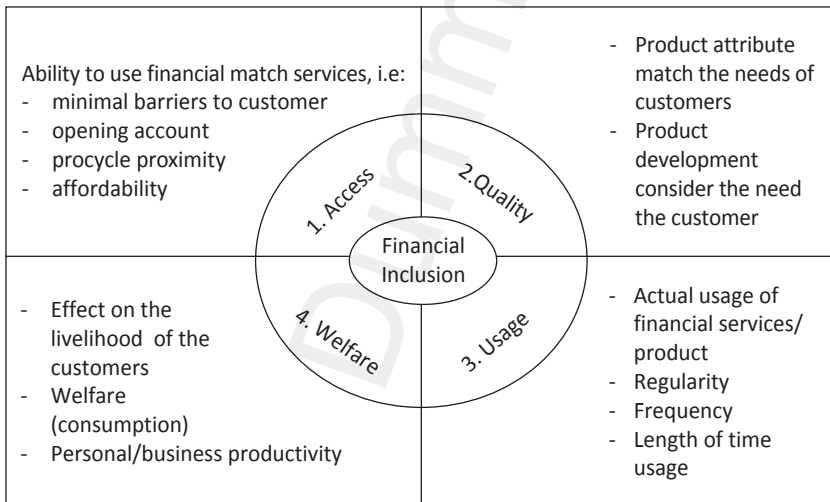 Ability to use financial match services, i.e:
- minimal barriers to customer
- opening account
- procycle proximity
- affordability
- Product attribute
match the needs of
customers
- Product
development
consider the need
the customer
1. Access
2.Quality
Financial
Inclusion
4. Welfare
3. Usage
- Effect on the
livelihood of the
customers
- Welfare
(consumption)
- Personal/business productivity
- Actual usage of
financial services/
product
- Regularity
- Frequency
- Length of time
usage
Dumm